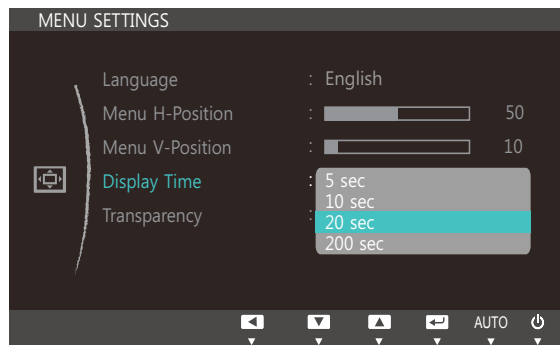 MENU SETTINGS
Language : English
Menu H-Position : 50
Menu V-Position : 10
Display Time : 5 sec
10 sec
20 sec
200 sec
Transparency :
AUTO